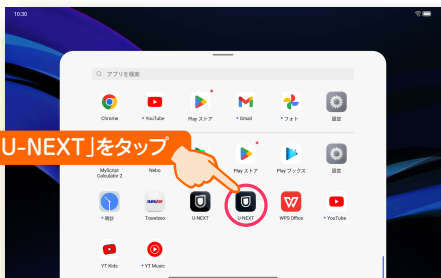 10:30
アプリを検索
Chrome
YouTube
Play ストア
Gmail
フォト
設定
U-NEXT」をタップ
MyScript Calculator 2
Nebo
Play ストア
Play ブックス
設定
時計
Travelzoo
U-NEXT
U-NEXT
WPS Office
YouTube
YT Kids
YT Music